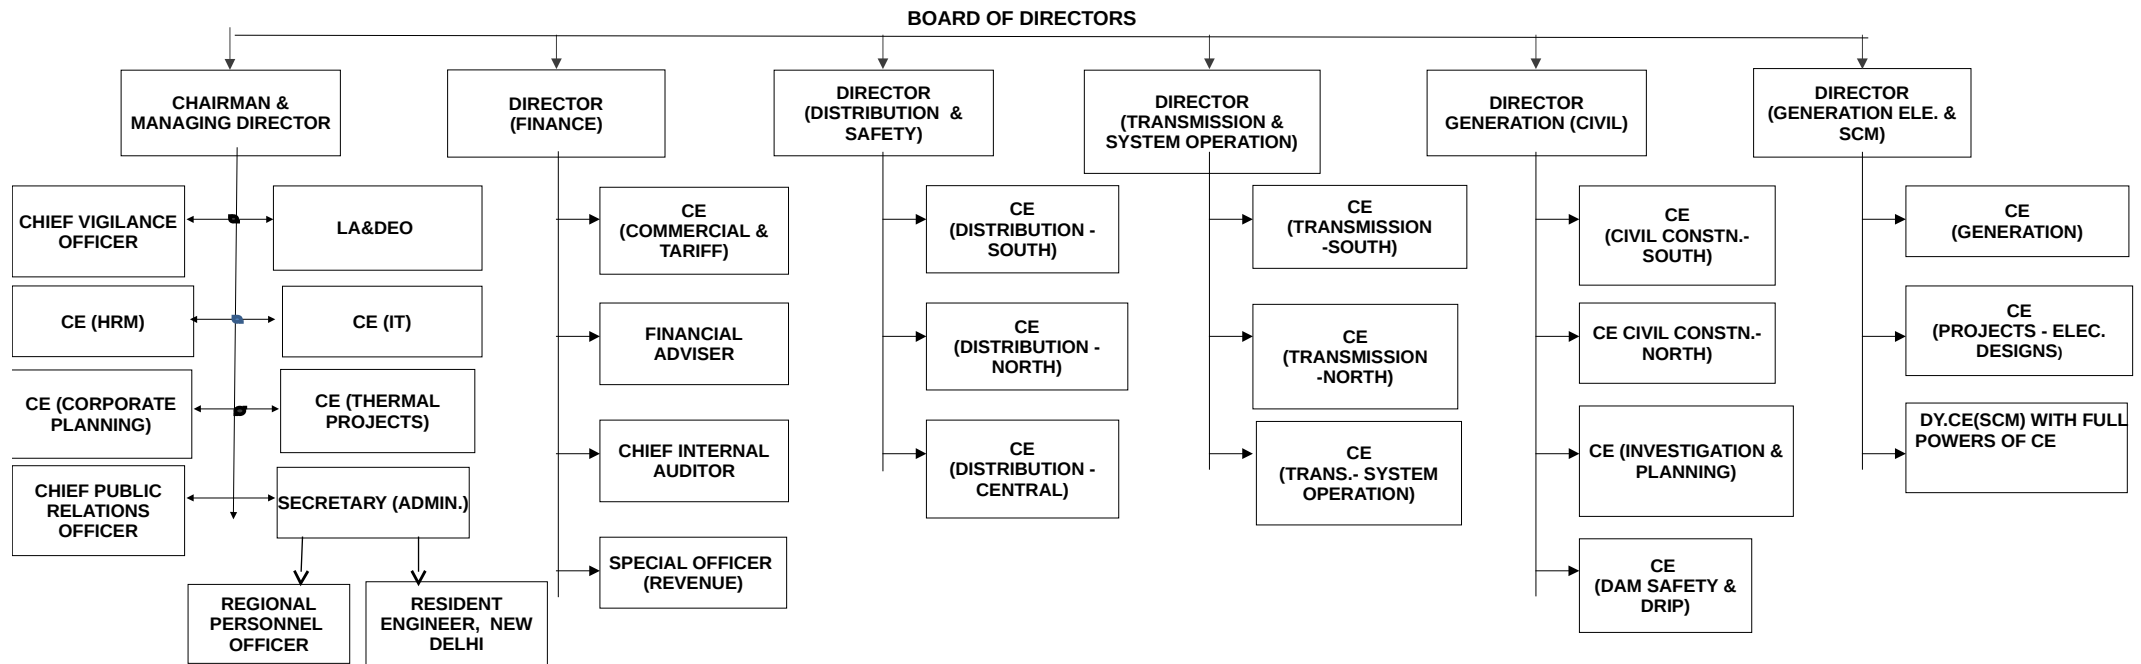 BOARD OF DIRECTORS
CHAIRMAN &
MANAGING DIRECTOR
DIRECTOR
(FINANCE)
DIRECTOR
(DISTRIBUTION &
SAFETY)
DIRECTOR
(TRANSMISSION &
SYSTEM OPERATION)
DIRECTOR
GENERATION (CIVIL)
DIRECTOR
(GENERATION ELE. &
SCM)
CHIEF VIGILANCE
OFFICER
LA&DEO
CE (HRM)
CE (IT)
CE (CORPORATE
PLANNING)
CE (THERMAL
PROJECTS)
CHIEF PUBLIC
RELATIONS
OFFICER
SECRETARY (ADMIN.)
REGIONAL
PERSONNEL
OFFICER
RESIDENT
ENGINEER, NEW
DELHI
CE
(COMMERCIAL &
TARIFF)
FINANCIAL
ADVISER
CHIEF INTERNAL
AUDITOR
SPECIAL OFFICER
(REVENUE)
CE
(DISTRIBUTION -
SOUTH)
CE
(DISTRIBUTION -
NORTH)
CE
(DISTRIBUTION -
CENTRAL)
CE
(TRANSMISSION
-SOUTH)
CE
(TRANSMISSION
-NORTH)
CE
(TRANS.- SYSTEM
OPERATION)
CE
(CIVIL CONSTN.-
SOUTH)
CE CIVIL CONSTN.-
NORTH)
CE (INVESTIGATION &
PLANNING)
CE
(DAM SAFETY &
DRIP)
CE
(GENERATION)
CE
(PROJECTS - ELEC.
DESIGNS)
DY.CE(SCM) WITH FULL
POWERS OF CE